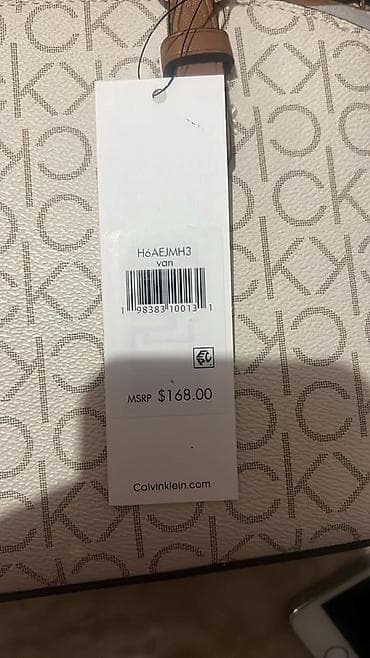 H6AEJMH3
van
1 98383 10013 1
MSRP $168.00
Calvinklein.com